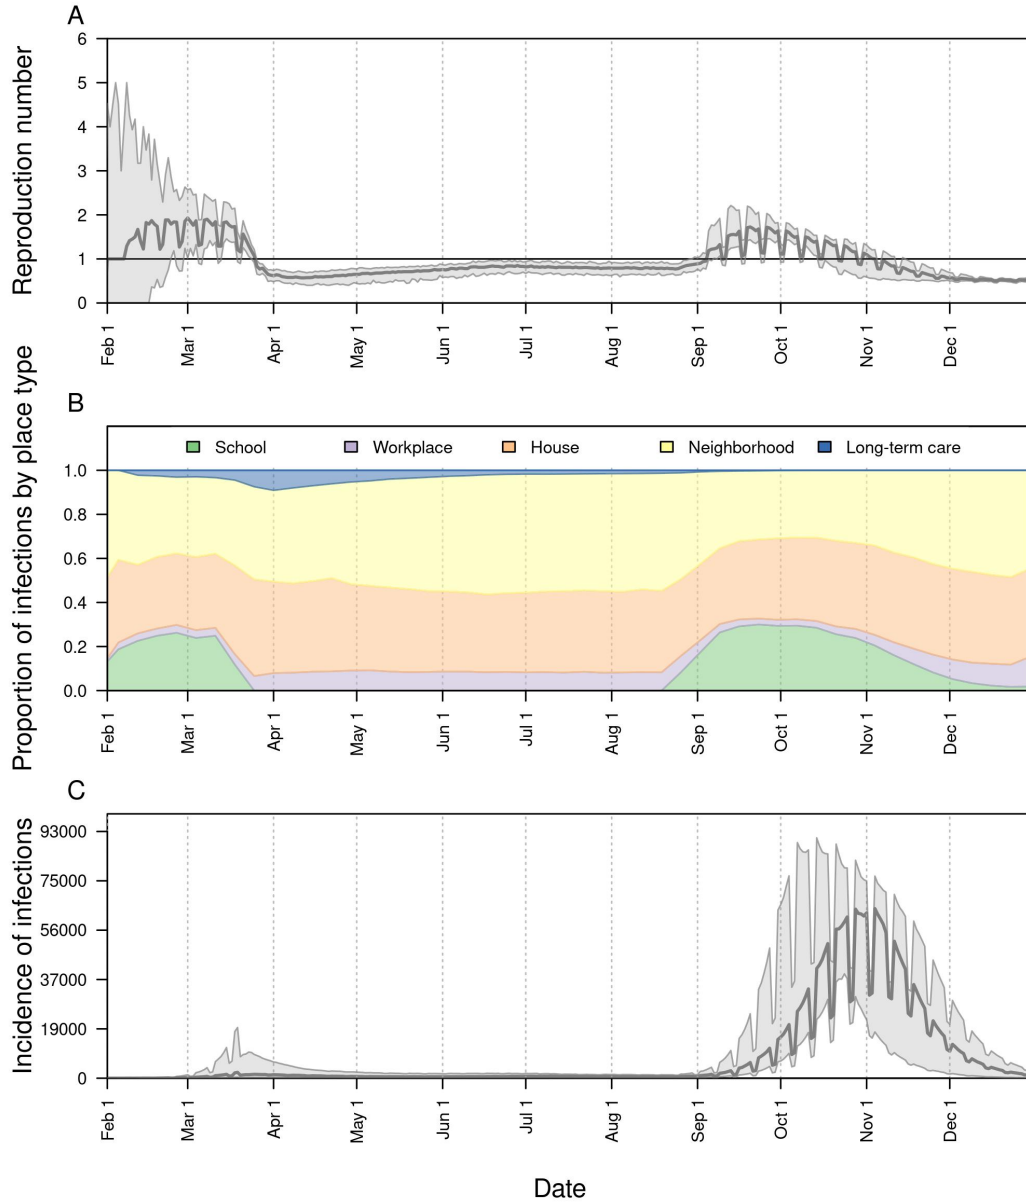 A
Reproduction number
6
5
4
3
2
1
0
Feb 1 Mar 1 Apr 1 May 1 Jun 1 Jul 1 Aug 1 Sep 1 Oct 1 Nov 1 Dec 1
B
Proportion of infections by place type
School Workplace House Neighborhood Long-term care
1.0
0.8
0.6
0.4
0.2
0.0
Feb 1 Mar 1 Apr 1 May 1 Jun 1 Jul 1 Aug 1 Sep 1 Oct 1 Nov 1 Dec 1
C
Incidence of infections
93000
75000
56000
37000
19000
0
Feb 1 Mar 1 Apr 1 May 1 Jun 1 Jul 1 Aug 1 Sep 1 Oct 1 Nov 1 Dec 1
Date